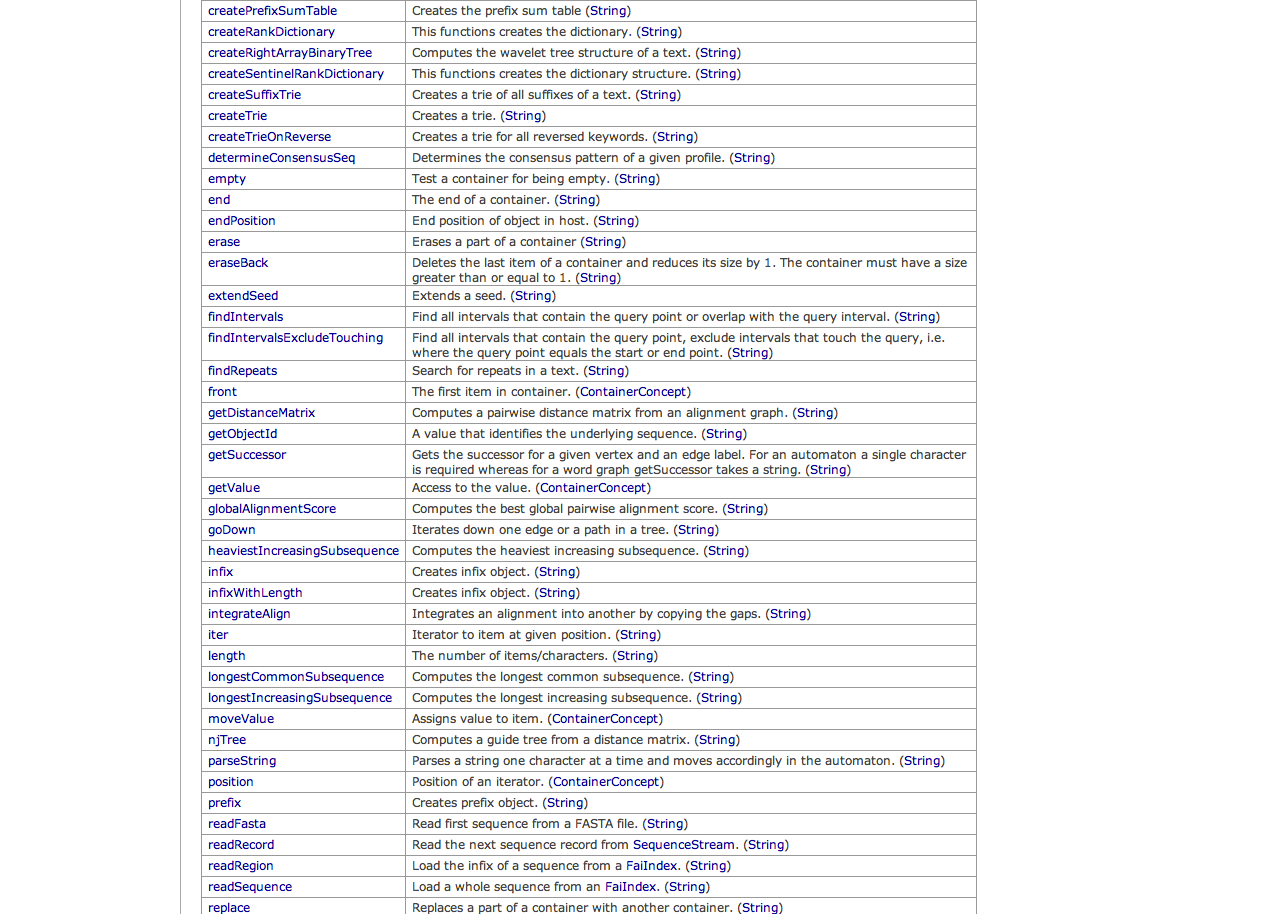 createPrefixSumTable Creates the prefix sum table (String)
createRankDictionary This functions creates the dictionary. (String)
createRightArrayBinaryTree Computes the wavelet tree structure of a text. (String)
createSentinelRankDictionary This functions creates the dictionary structure. (String)
createSuffixTrie Creates a trie of all suffixes of a text. (String)
createTrie Creates a trie. (String)
createTrieOnReverse Creates a trie for all reversed keywords. (String)
determineConsensusSeq Determines the consensus pattern of a given profile. (String)
empty Test a container for being empty. (String)
end The end of a container. (String)
endPosition End position of object in host. (String)
erase Erases a part of a container (String)
eraseBack Deletes the last item of a container and reduces its size by 1. The container must have a size
greater than or equal to 1. (String)
extendSeed Extends a seed. (String)
findIntervals Find all intervals that contain the query point or overlap with the query interval. (String)
findIntervalsExcludeTouching Find all intervals that contain the query point, exclude intervals that touch the query, i.e.
where the query point equals the start or end point. (String)
findRepeats Search for repeats in a text. (String)
front The first item in container. (ContainerConcept)
getDistanceMatrix Computes a pairwise distance matrix from an alignment graph. (String)
getObjectId A value that identifies the underlying sequence. (String)
getSuccessor Gets the successor for a given vertex and an edge label. For an automaton a single character
is required whereas for a word graph getSuccessor takes a string. (String)
getValue Access to the value. (ContainerConcept)
globalAlignmentScore Computes the best global pairwise alignment score. (String)
goDown Iterates down one edge or a path in a tree. (String)
heaviestIncreasingSubsequence Computes the heaviest increasing subsequence. (String)
infix Creates infix object. (String)
infixWithLength Creates infix object. (String)
integrateAlign Integrates an alignment into another by copying the gaps. (String)
iter Iterator to item at given position. (String)
length The number of items/characters. (String)
longestCommonSubsequence Computes the longest common subsequence. (String)
longestIncreasingSubsequence Computes the longest increasing subsequence. (String)
moveValue Assigns value to item. (ContainerConcept)
njTree Computes a guide tree from a distance matrix. (String)
parseString Parses a string one character at a time and moves accordingly in the automaton. (String)
position Position of an iterator. (ContainerConcept)
prefix Creates prefix object. (String)
readFasta Read first sequence from a FASTA file. (String)
readRecord Read the next sequence record from SequenceStream. (String)
readRegion Load the infix of a sequence from a FaiIndex. (String)
readSequence Load a whole sequence from an FaiIndex. (String)
replace Replaces a part of a container with another container. (String)